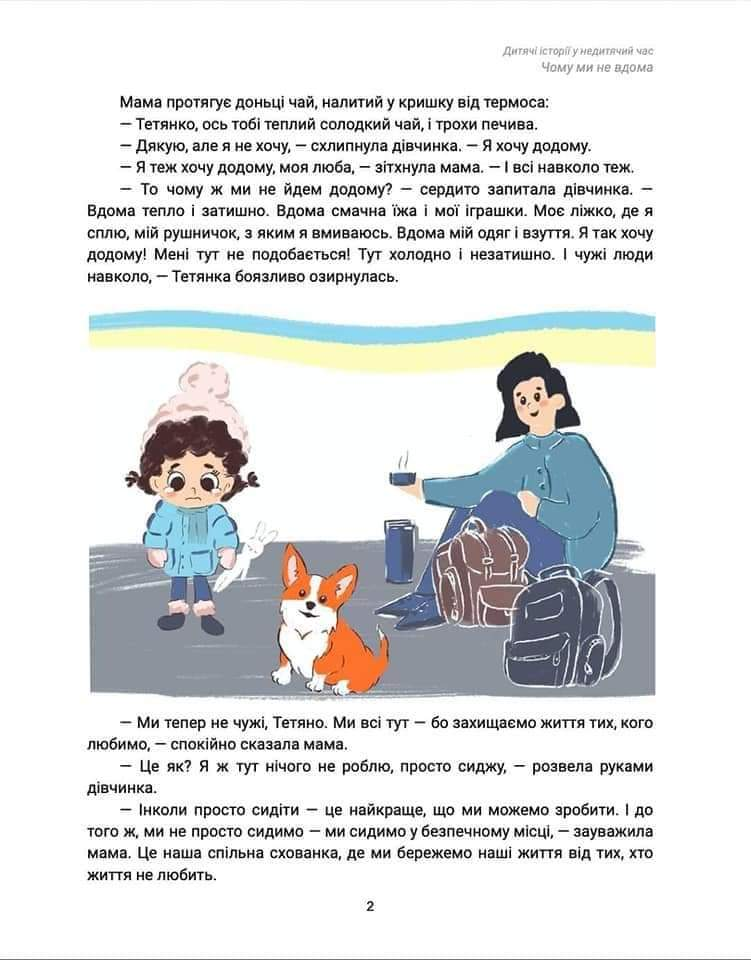 Дитячі історії у недитячий час
Чому ми не вдома
Мама протягує доньці чай, налитий у кришку від термоса:
— Тетянко, ось тобі теплий солодкий чай, і трохи печива.
— Дякую, але я не хочу, — схлипнула дівчинка. — Я хочу додому.
— Я теж хочу додому, моя люба, — зітхнула мама. — І всі навколо теж.
— То чому ж ми не йдем додому? — сердито запитала дівчинка. —
Вдома тепло і затишно. Вдома смачна їжа і мої іграшки. Моє ліжко, де я
сплю, мій рушничок, з яким я вмиваюсь. Вдома мій одяг і взуття. Я так хочу
додому! Мені тут не подобається! Тут холодно і незатишно. І чужі люди
навколо, — Тетянка боязливо озирнулась.
— Ми тепер не чужі, Тетяно. Ми всі тут — бо захищаємо життя тих, кого
любимо, — спокійно сказала мама.
— Це як? Я ж тут нічого не роблю, просто сиджу, — розвела руками
дівчинка.
— Інколи просто сидіти — це найкраще, що ми можемо зробити. І до
того ж, ми не просто сидимо — ми сидимо у безпечному місці, — зауважила
мама. Це наша спільна схованка, де ми бережемо наші життя від тих, хто
життя не любить.
2